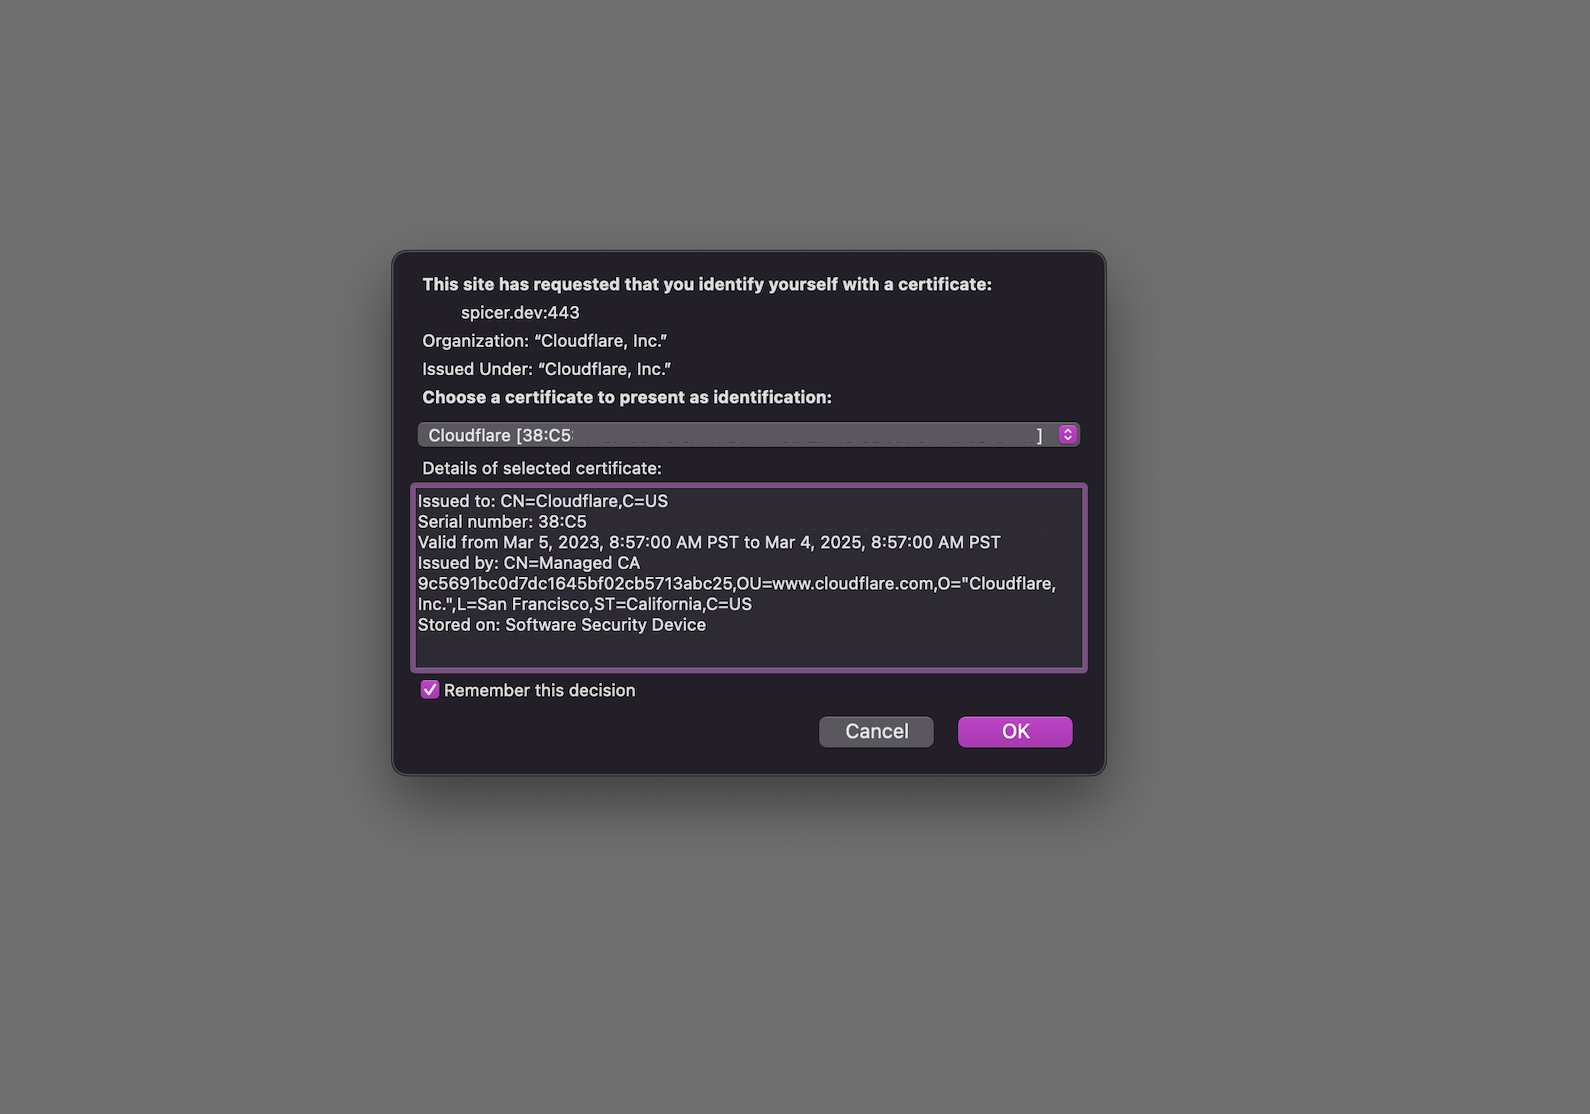 This site has requested that you identify yourself with a certificate:
spicer.dev:443
Organization: “Cloudflare, Inc.”
Issued Under: “Cloudflare, Inc.”
Choose a certificate to present as identification:
Cloudflare [38:C5: ]
Details of selected certificate:
Issued to: CN=Cloudflare,C=US
Serial number: 38:C5
Valid from Mar 5, 2023, 8:57:00 AM PST to Mar 4, 2025, 8:57:00 AM PST
Issued by: CN=Managed CA
9c5691bc0d7dc1645bf02cb5713abc25,OU=www.cloudflare.com,O="Cloudflare,
Inc.",L=San Francisco,ST=California,C=US
Stored on: Software Security Device
Remember this decision
Cancel
OK